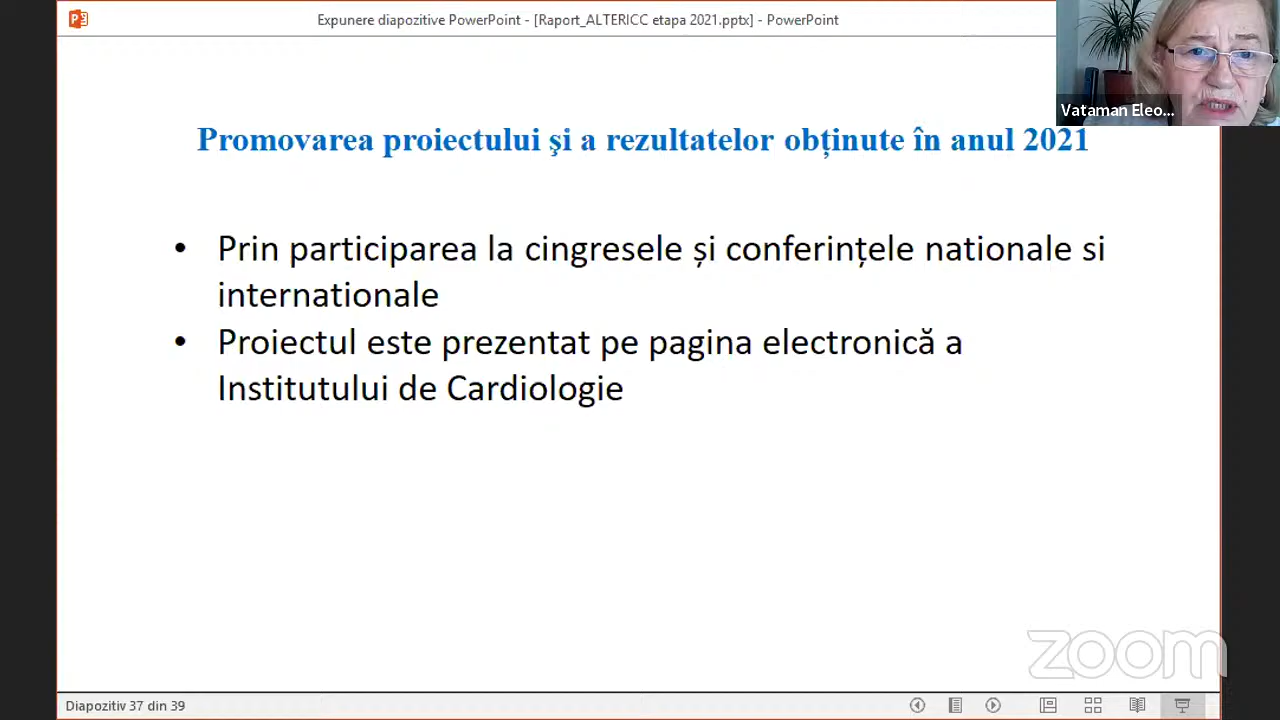 Expunere diapozitive PowerPoint - [Raport_ALTERICC etapa 2021.pptx] - PowerPoint
Vataman Eleo...
Promovarea proiectului şi a rezultatelor obținute în anul 2021
• Prin participarea la cingresele și conferințele nationale si
internationale
• Proiectul este prezentat pe pagina electronică a
Institutului de Cardiologie
zoom
Diapozitiv 37 din 39